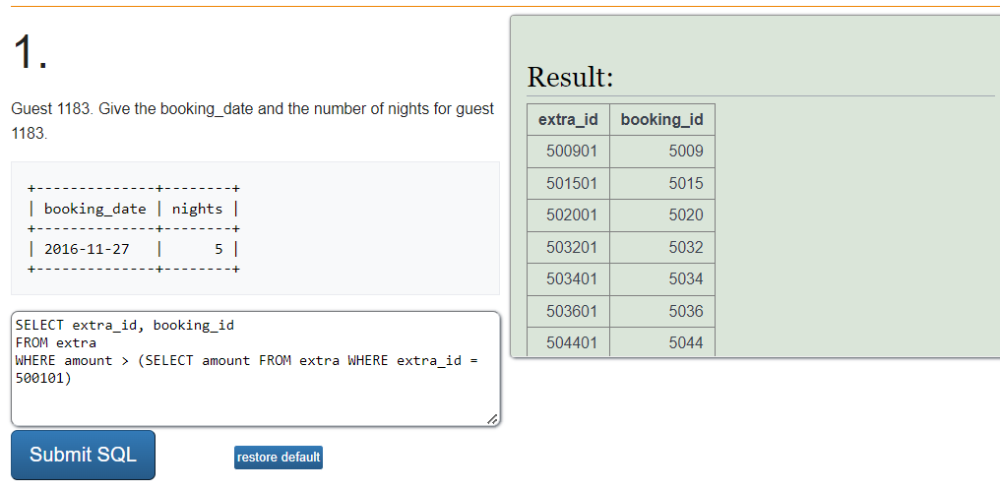 1.
Guest 1183. Give the booking_date and the number of nights for guest
1183.
+--------------+--------+
| booking_date | nights |
+--------------+--------+
| 2016-11-27   |      5 |
+--------------+--------+
SELECT extra_id, booking_id
FROM extra
WHERE amount > (SELECT amount FROM extra WHERE extra_id =
500101)
Submit SQL
restore default
Result:
extra_id booking_id
500901 5009
501501 5015
502001 5020
503201 5032
503401 5034
503601 5036
504401 5044